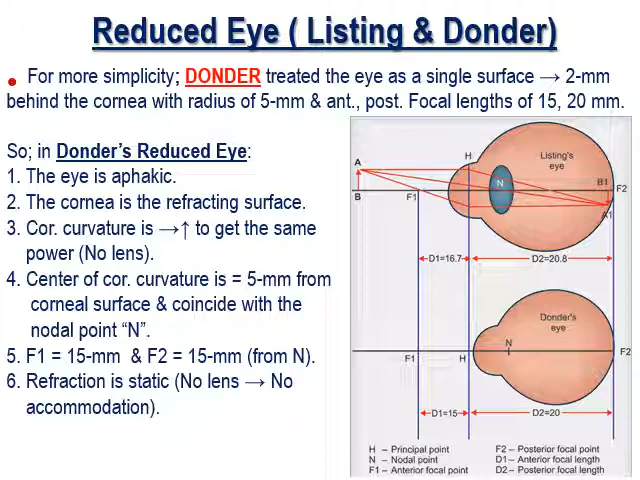 Reduced Eye ( Listing & Donder)
• For more simplicity; DONDER treated the eye as a single surface → 2-mm
behind the cornea with radius of 5-mm & ant., post. Focal lengths of 15, 20 mm.
So; in Donder's Reduced Eye:
1. The eye is aphakic.
2. The cornea is the refracting surface.
3. Cor. curvature is →↑ to get the same
power (No lens).
4. Center of cor. curvature is = 5-mm from
corneal surface & coincide with the
nodal point “N”.
5. F1 = 15-mm & F2 = 15-mm (from N).
6. Refraction is static (No lens → No
accommodation).
H
Listing's
eye
A
N
B1
B
F1
F2
A1
D1=16.7
D2=20.8
Donder's
eye
N
F1
H
F2
D1=15
D2=20
H – Principal point
N – Nodal point
F1 – Anterior focal point
F2 – Posterior focal point
D1 – Anterior focal length
D2 – Posterior focal length